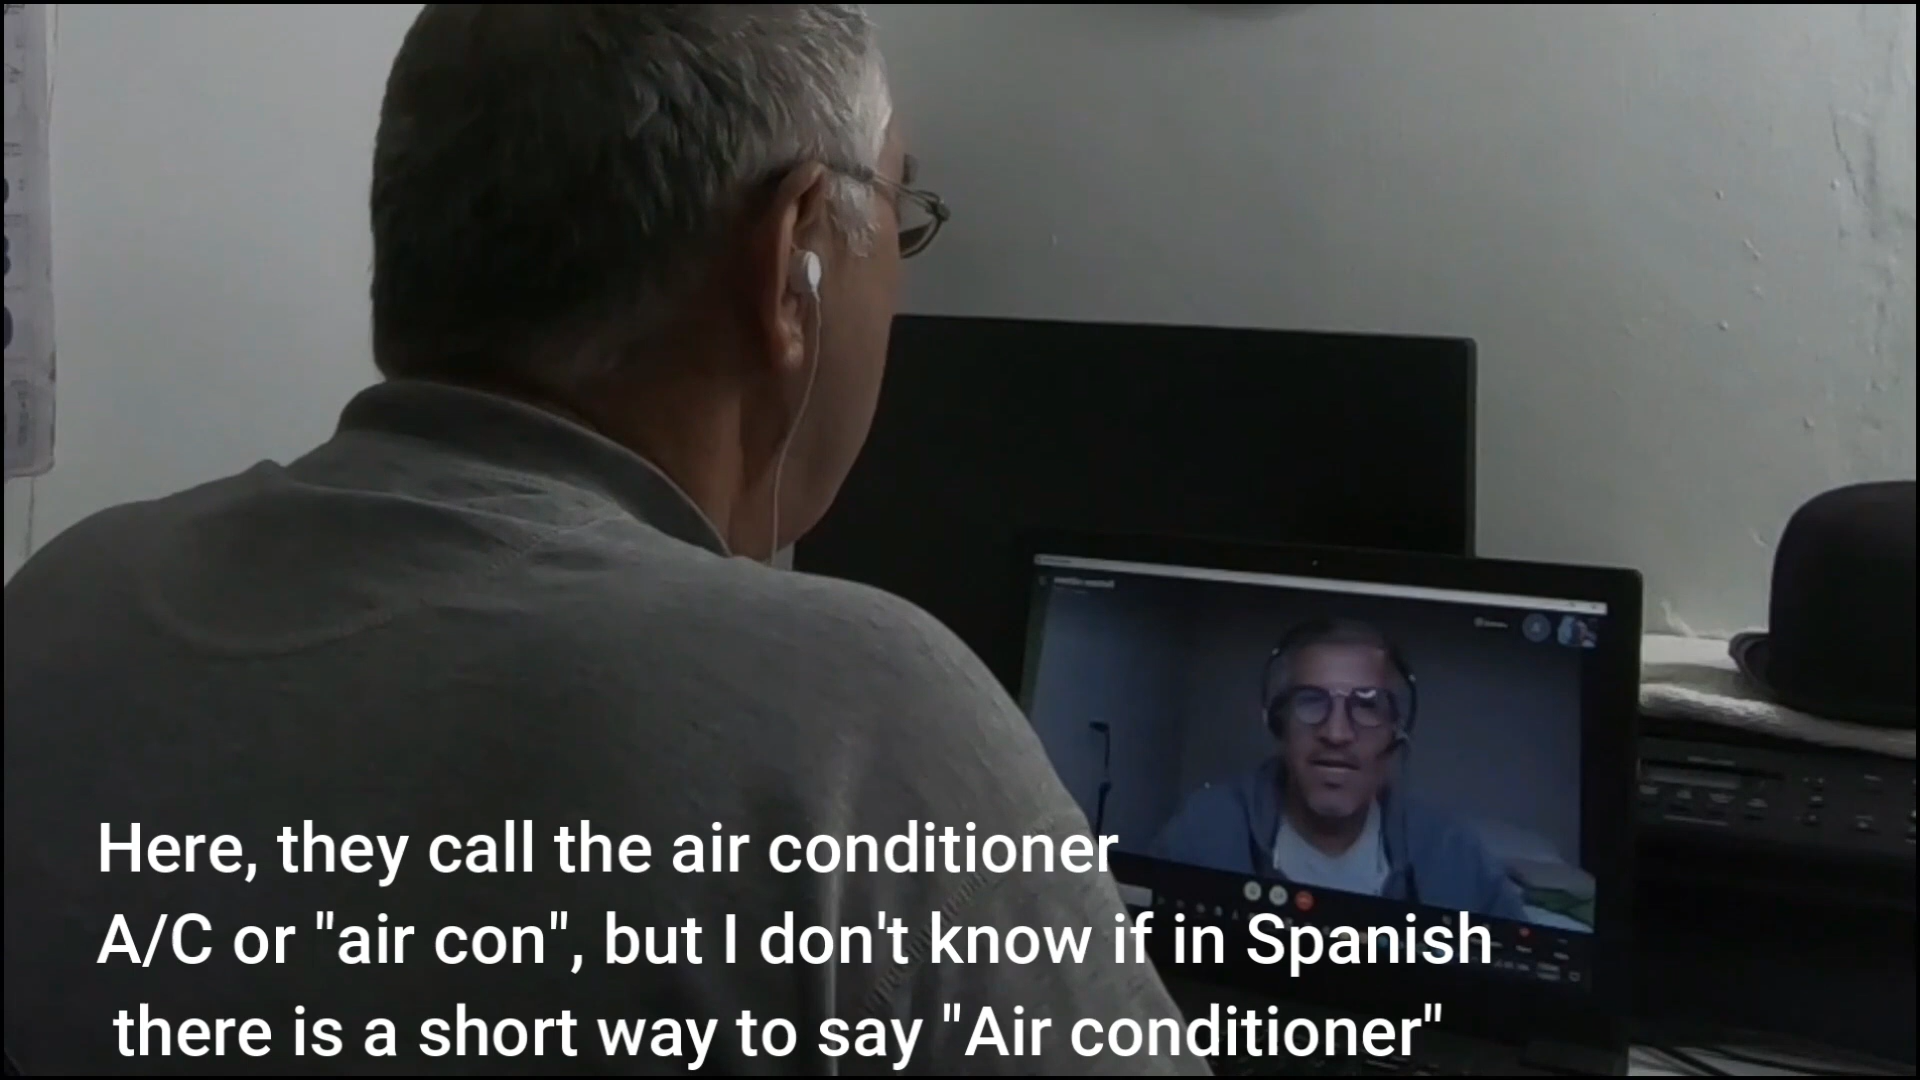 Here, they call the air conditioner
A/C or "air con", but I don't know if in Spanish
there is a short way to say "Air conditioner"